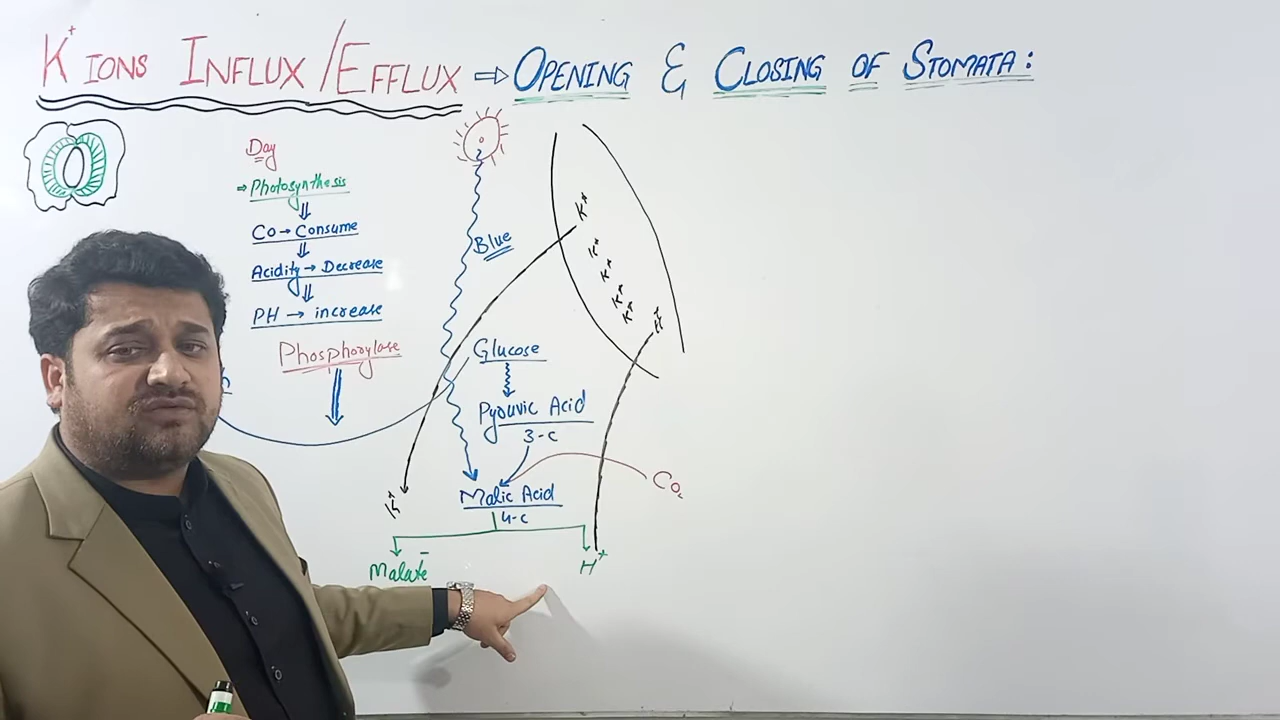 K⁺ IONS INFLUX/EFFLUX ⇒ OPENING & CLOSING OF STOMATA:
Day
⇒ Photosynthesis
⇓
CO → Consume
⇓
Acidity → Decrease
⇓
PH → increase
Phosphorylase
Blue
K⁺
K⁺
K⁺
K⁺
K⁺
K⁺
Glucose
Pyruvic Acid
3-C
CO₂
Malic Acid
4-C
K⁺
Malate⁻
H⁺